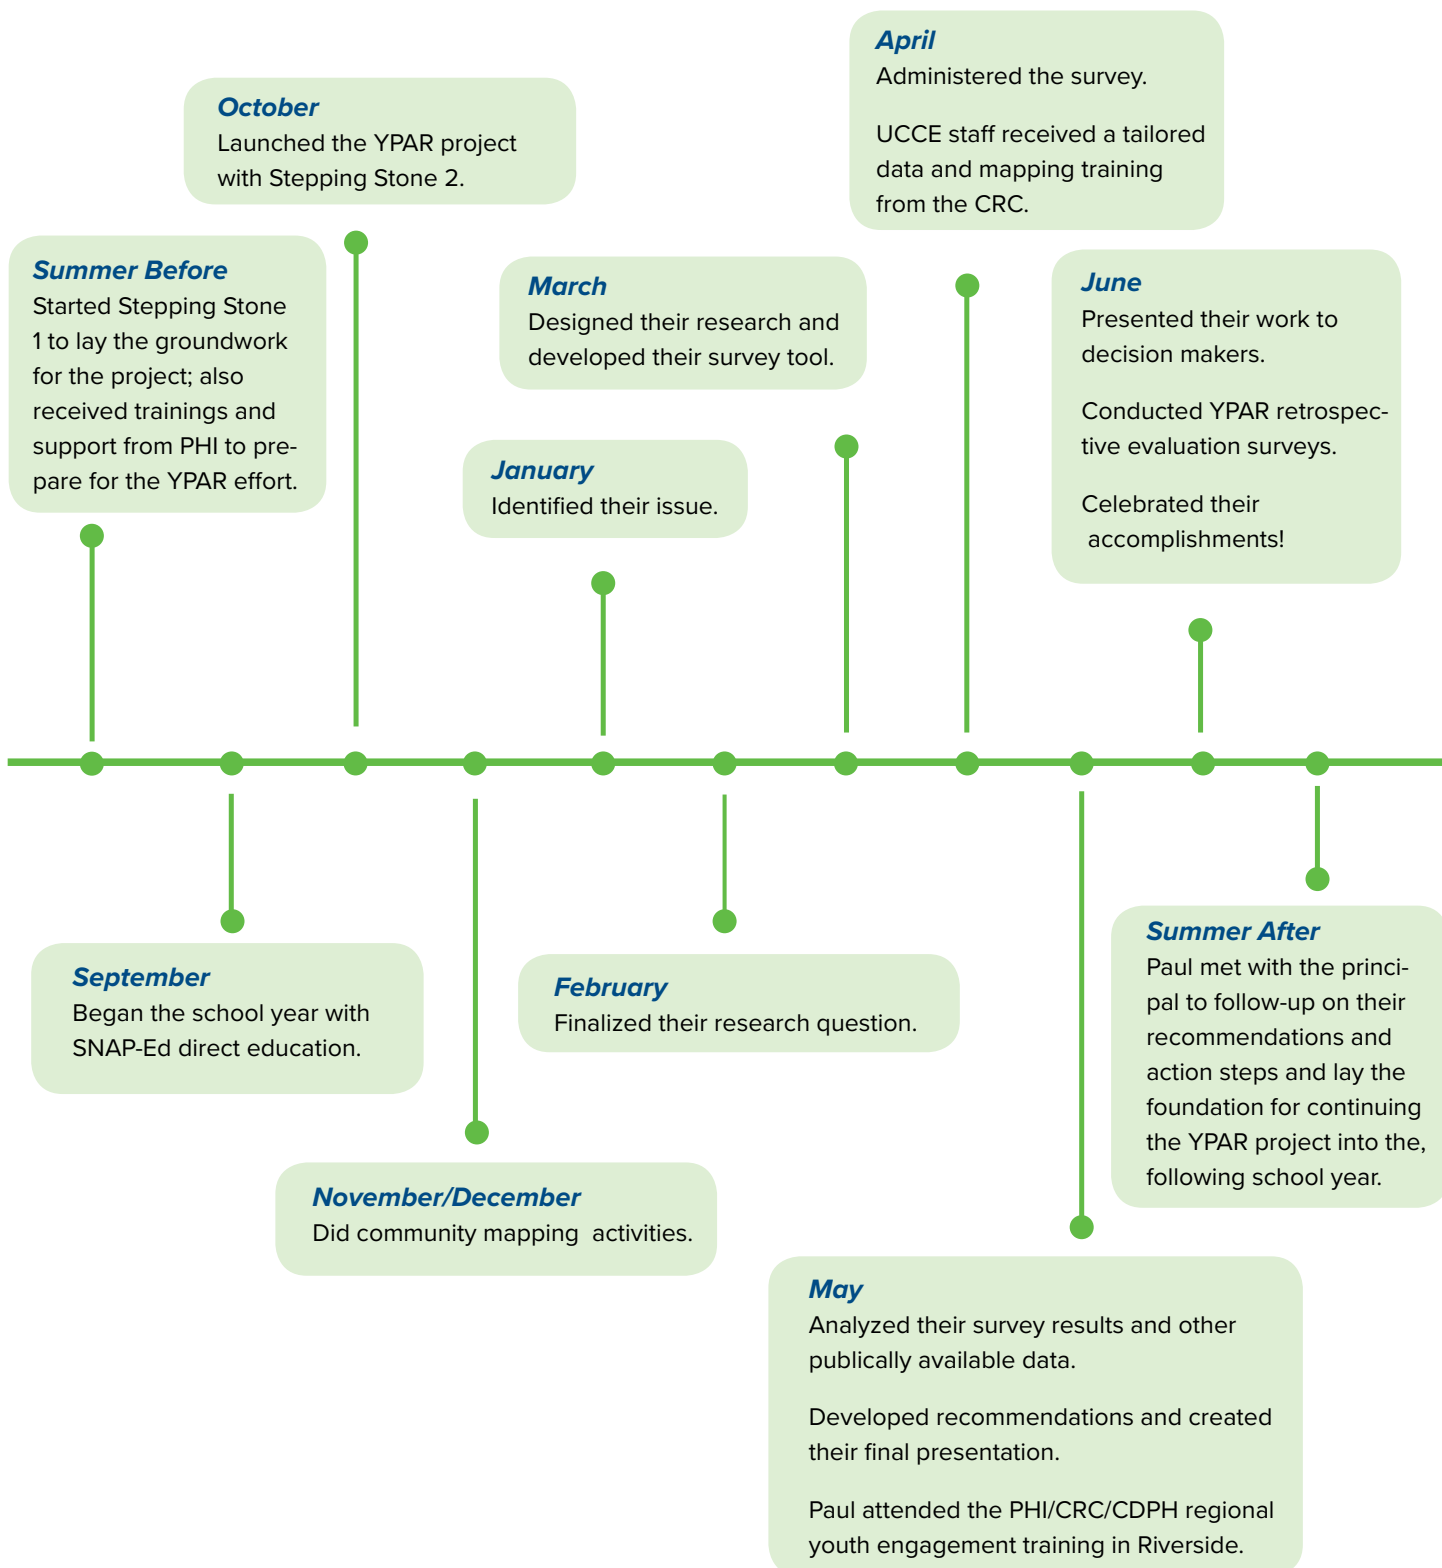 Summer Before
Started Stepping Stone
1 to lay the groundwork
for the project; also
received trainings and
support from PHI to pre-
pare for the YPAR effort.
September
Began the school year with
SNAP-Ed direct education.
October
Launched the YPAR project
with Stepping Stone 2.
November/December
Did community mapping activities.
January
Identified their issue.
February
Finalized their research question.
March
Designed their research and
developed their survey tool.
April
Administered the survey.
UCCE staff received a tailored
data and mapping training
from the CRC.
May
Analyzed their survey results and other
publically available data.
Developed recommendations and created
their final presentation.
Paul attended the PHI/CRC/CDPH regional
youth engagement training in Riverside.
June
Presented their work to
decision makers.
Conducted YPAR retrospec-
tive evaluation surveys.
Celebrated their
accomplishments!
Summer After
Paul met with the princi-
pal to follow-up on their
recommendations and
action steps and lay the
foundation for continuing
the YPAR project into the,
following school year.